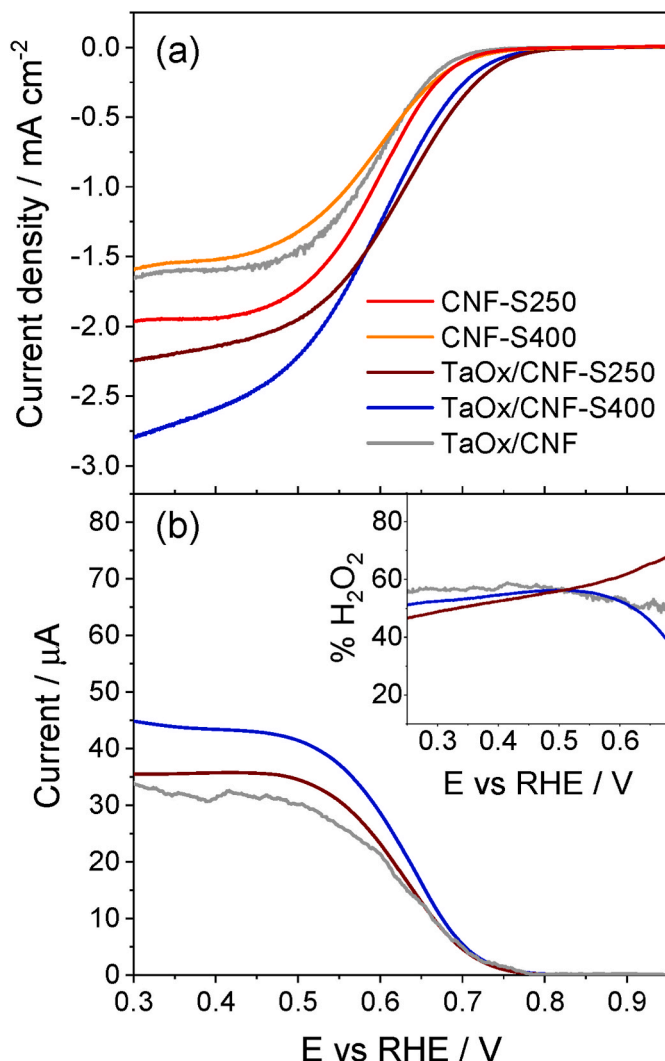 (a)
Current density / mA cm⁻²
0.0
-0.5
-1.0
-1.5
-2.0
-2.5
-3.0
CNF-S250
CNF-S400
TaOx/CNF-S250
TaOx/CNF-S400
TaOx/CNF
(b)
Current / µA
80
70
60
50
40
30
20
10
0
% H₂O₂
80
60
40
20
0.3 0.4 0.5 0.6
E vs RHE / V
0.3 0.4 0.5 0.6 0.7 0.8 0.9
E vs RHE / V